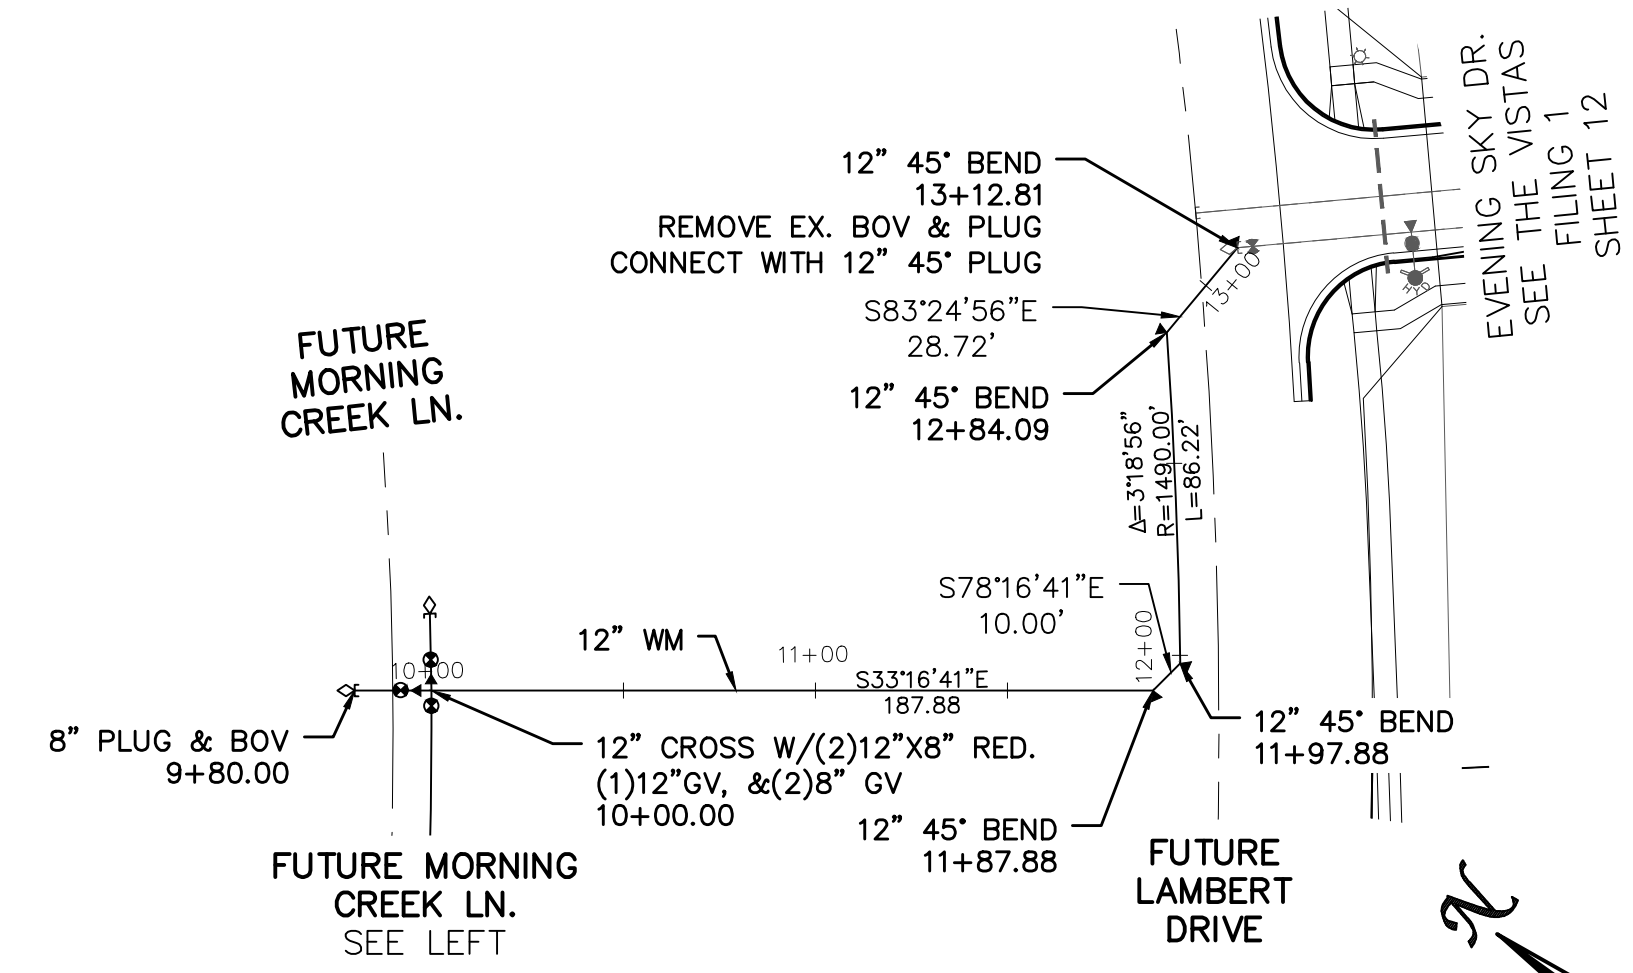 EVENING SKY DR.
SEE THE VISTAS
FILING 1
SHEET 12
12” 45° BEND
13+12.81
REMOVE EX. BOV & PLUG
CONNECT WITH 12” 45° PLUG
13+00
HYD
S83°24’56”E
28.72’
12” 45° BEND
12+84.09
FUTURE
MORNING
CREEK LN.
Δ=3°18’56”
R=1490.00’
L=86.22’
S78°16’41”E
10.00’
12+00
12” WM
11+00
10+00
S33°16’41”E
187.88
8” PLUG & BOV
9+80.00
12” CROSS W/(2)12”X8” RED.
(1)12”GV, &(2)8” GV
10+00.00
12” 45° BEND
11+97.88
12” 45° BEND
11+87.88
FUTURE MORNING
CREEK LN.
SEE LEFT
FUTURE
LAMBERT
DRIVE
N